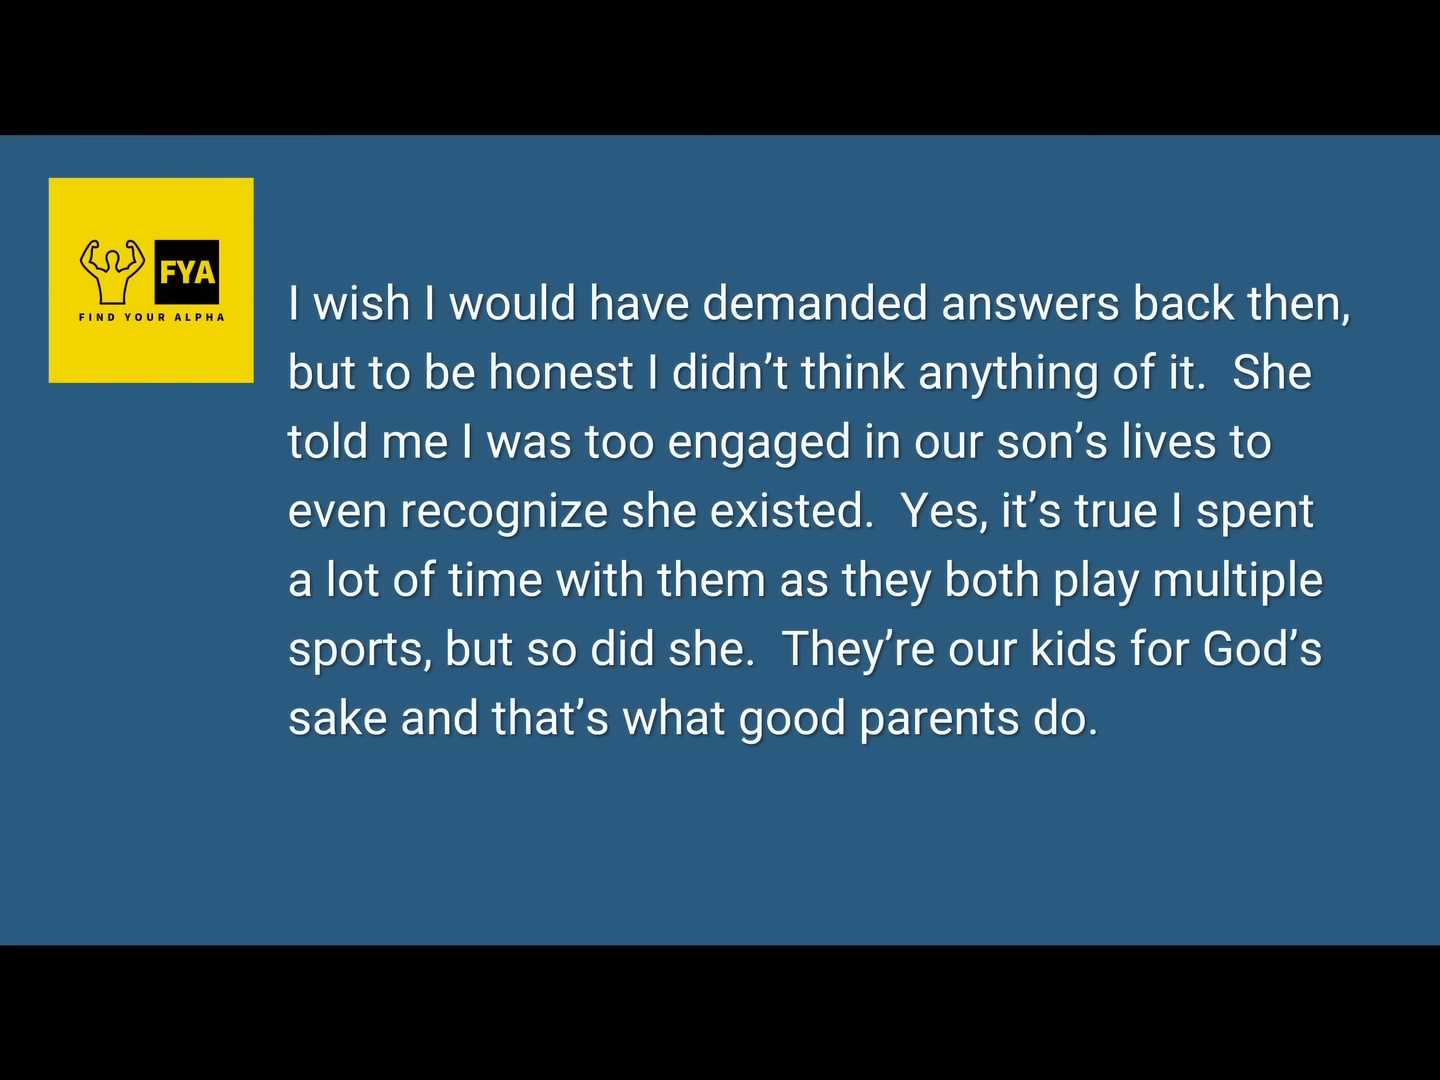 FYA
FIND YOUR ALPHA
I wish I would have demanded answers back then,
but to be honest I didn’t think anything of it.  She
told me I was too engaged in our son’s lives to
even recognize she existed.  Yes, it’s true I spent
a lot of time with them as they both play multiple
sports, but so did she.  They’re our kids for God’s
sake and that’s what good parents do.